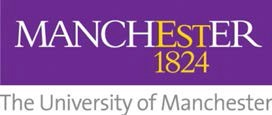 MANCHESTER
1824
The University of Manchester